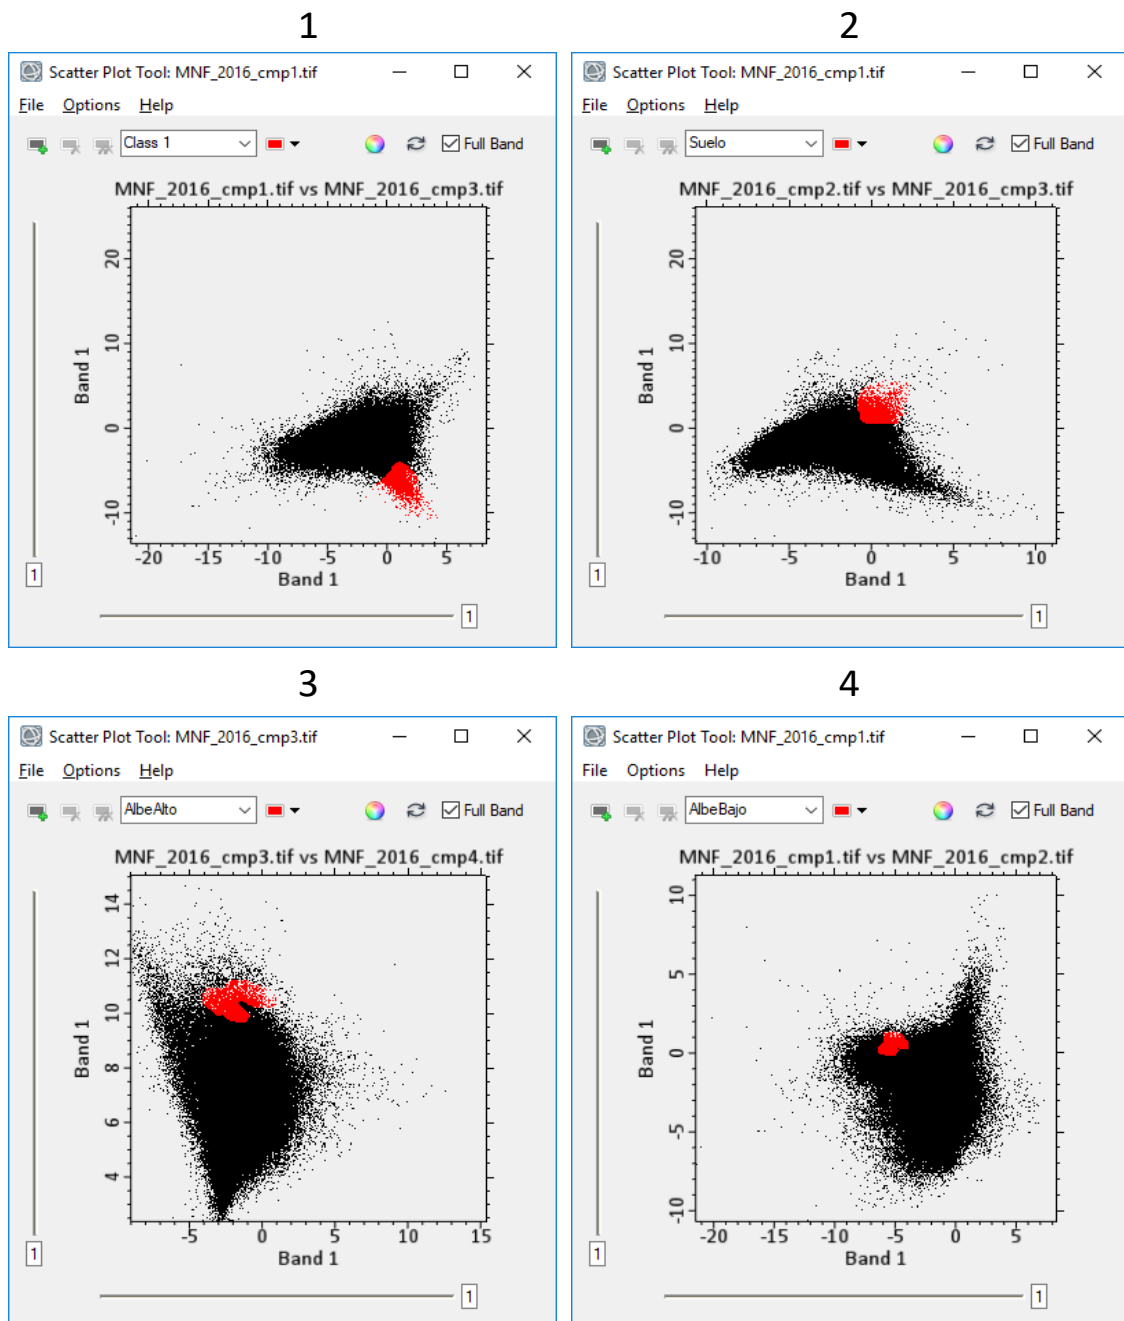 1
Scatter Plot Tool: MNF_2016_cmp1.tif
File Options Help
Class 1 Full Band
MNF_2016_cmp1.tif vs MNF_2016_cmp3.tif
20
10
0
-10
Band 1
-20 -15 -10 -5 0 5
Band 1
1
1
2
Scatter Plot Tool: MNF_2016_cmp1.tif
File Options Help
Suelo Full Band
MNF_2016_cmp2.tif vs MNF_2016_cmp3.tif
20
10
0
-10
Band 1
-10 -5 0 5 10
Band 1
1
1
3
Scatter Plot Tool: MNF_2016_cmp3.tif
File Options Help
AlbeAlto Full Band
MNF_2016_cmp3.tif vs MNF_2016_cmp4.tif
14
12
10
8
6
4
Band 1
-5 0 5 10 15
Band 1
1
1
4
Scatter Plot Tool: MNF_2016_cmp1.tif
File Options Help
AlbeBajo Full Band
MNF_2016_cmp1.tif vs MNF_2016_cmp2.tif
10
5
0
-5
-10
Band 1
-20 -15 -10 -5 0 5
Band 1
1
1